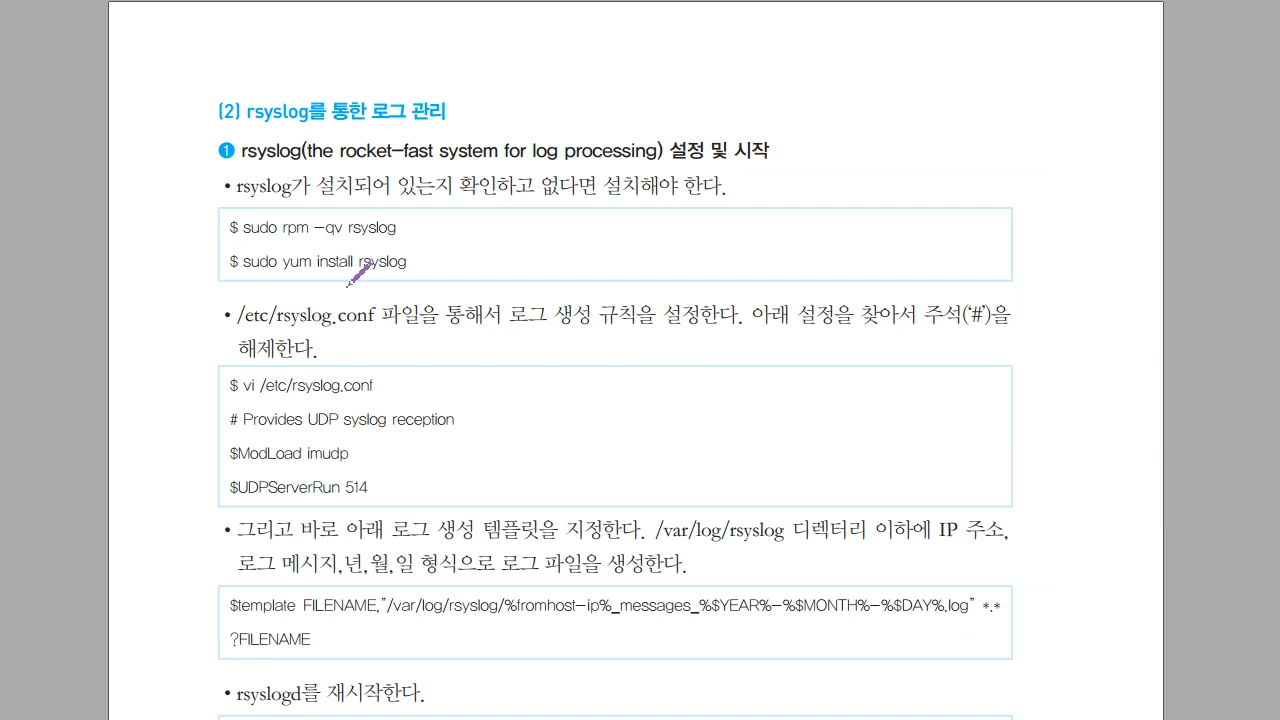 (2) rsyslog를 통한 로그 관리
❶ rsyslog(the rocket-fast system for log processing) 설정 및 시작
• rsyslog가 설치되어 있는지 확인하고 없다면 설치해야 한다.
$ sudo rpm -qv rsyslog
$ sudo yum install rsyslog
• /etc/rsyslog.conf 파일을 통해서 로그 생성 규칙을 설정한다. 아래 설정을 찾아서 주석('#')을
해제한다.
$ vi /etc/rsyslog.conf
# Provides UDP syslog reception
$ModLoad imudp
$UDPServerRun 514
• 그리고 바로 아래 로그 생성 템플릿을 지정한다. /var/log/rsyslog 디렉터리 이하에 IP 주소,
로그 메시지,년,월,일 형식으로 로그 파일을 생성한다.
$template FILENAME,"/var/log/rsyslog/%fromhost-ip%_messages_%$YEAR%-%$MONTH%-%$DAY%.log" *.*
?FILENAME
• rsyslogd를 재시작한다.